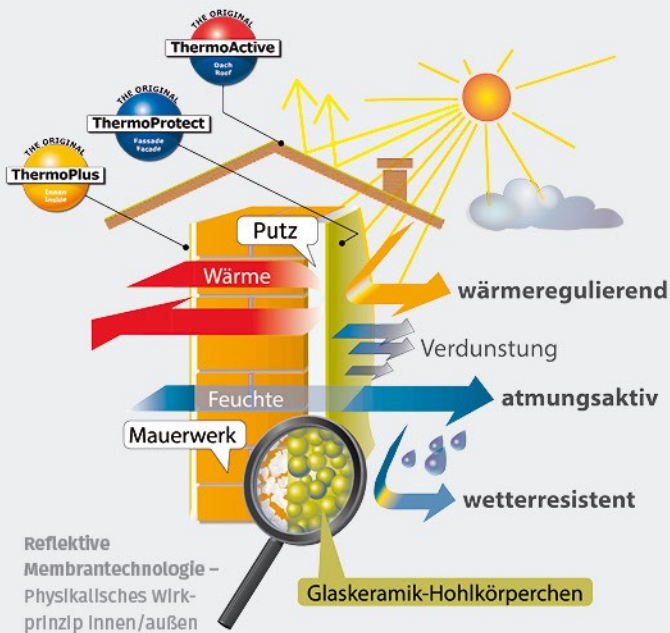 THE ORIGINAL
ThermoActive
Dach
Roof
THE ORIGINAL
ThermoProtect
Fassade
Facade
THE ORIGINAL
ThermoPlus
Innen
Inside
Putz
Wärme
wärmeregulierend
Verdunstung
Feuchte
atmungsaktiv
Mauerwerk
wetterresistent
Reflektive
Membrantechnologie –
Physikalisches Wirk-
prinzip innen/außen
Glaskeramik-Hohlkörperchen